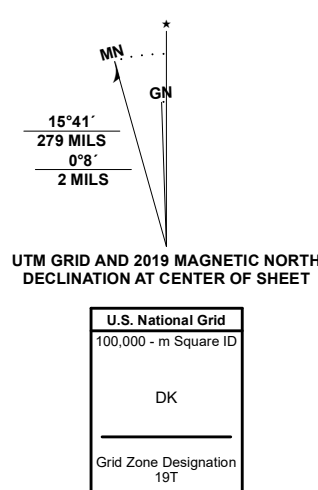 ★
MN
GN
15°41´
279 MILS
0°8´
2 MILS
UTM GRID AND 2019 MAGNETIC NORTH
DECLINATION AT CENTER OF SHEET
U.S. National Grid
100,000 - m Square ID
DK
Grid Zone Designation
19T